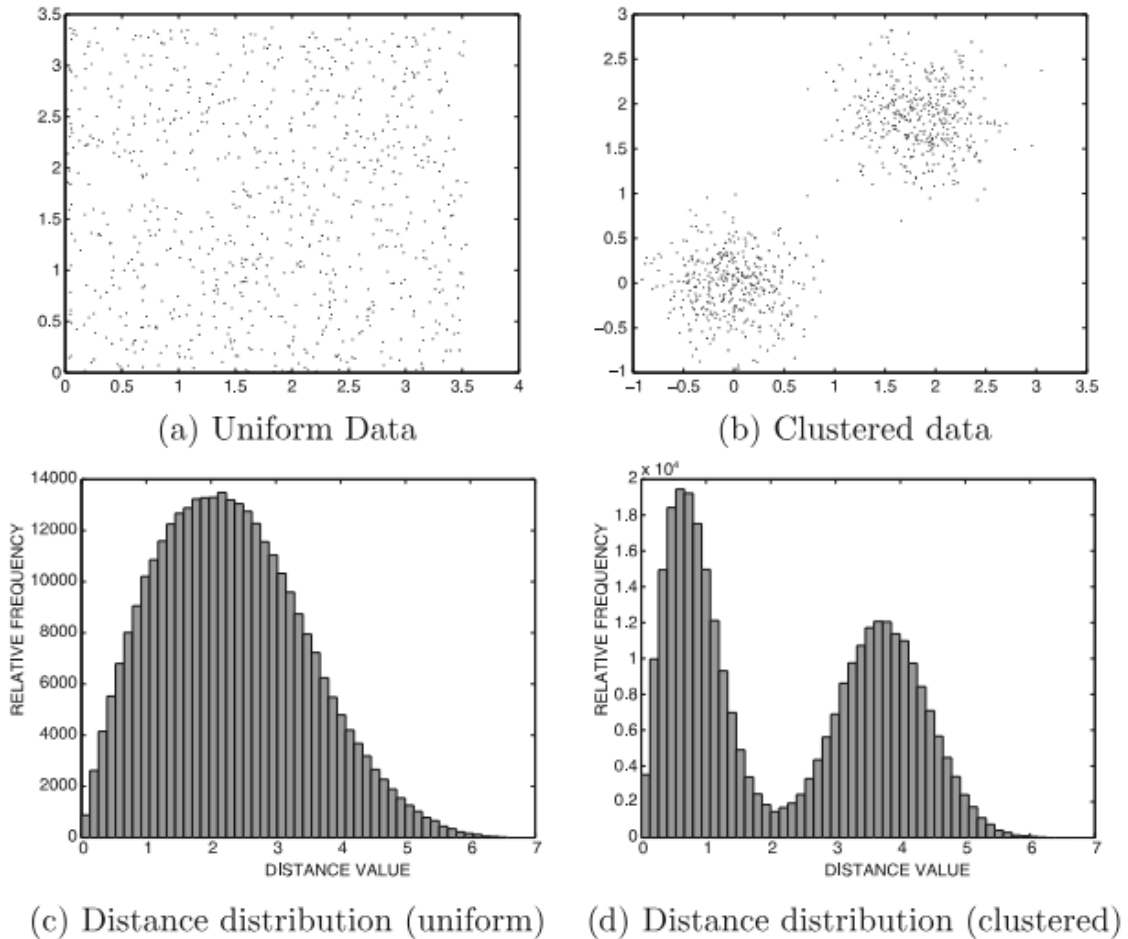 3.5
3
2.5
2
1.5
1
0.5
0
0 0.5 1 1.5 2 2.5 3 3.5 4
(a) Uniform Data
3
2.5
2
1.5
1
0.5
0
−0.5
−1
−1 −0.5 0 0.5 1 1.5 2 2.5 3 3.5
(b) Clustered data
14000
12000
10000
8000
6000
4000
2000
0
RELATIVE FREQUENCY
0 1 2 3 4 5 6 7
DISTANCE VALUE
(c) Distance distribution (uniform)
x 10⁴
2
1.8
1.6
1.4
1.2
1
0.8
0.6
0.4
0.2
0
RELATIVE FREQUENCY
0 1 2 3 4 5 6 7
DISTANCE VALUE
(d) Distance distribution (clustered)